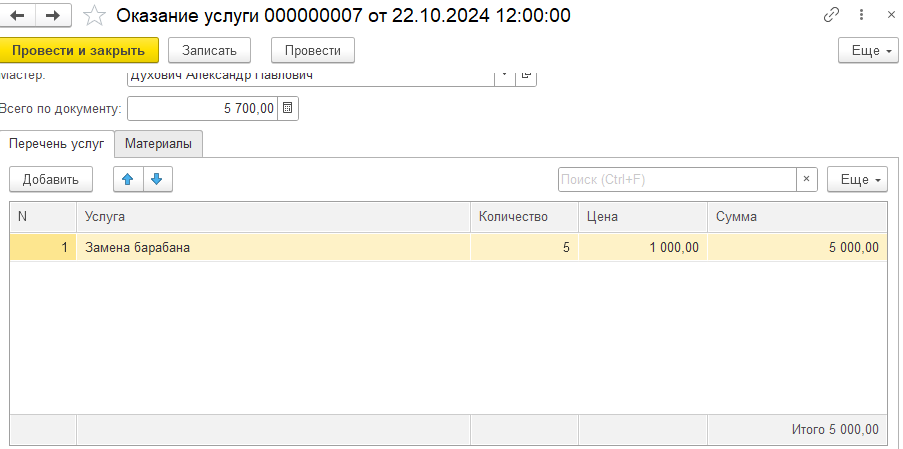 Оказание услуги 000000007 от 22.10.2024 12:00:00
Провести и закрыть Записать Провести Еще
Мастер: Духович Александр Павлович
Всего по документу: 5 700,00
Перечень услуг Материалы
Добавить Поиск (Ctrl+F) × Еще
N Услуга Количество Цена Сумма
1 Замена барабана 5 1 000,00 5 000,00
Итого 5 000,00